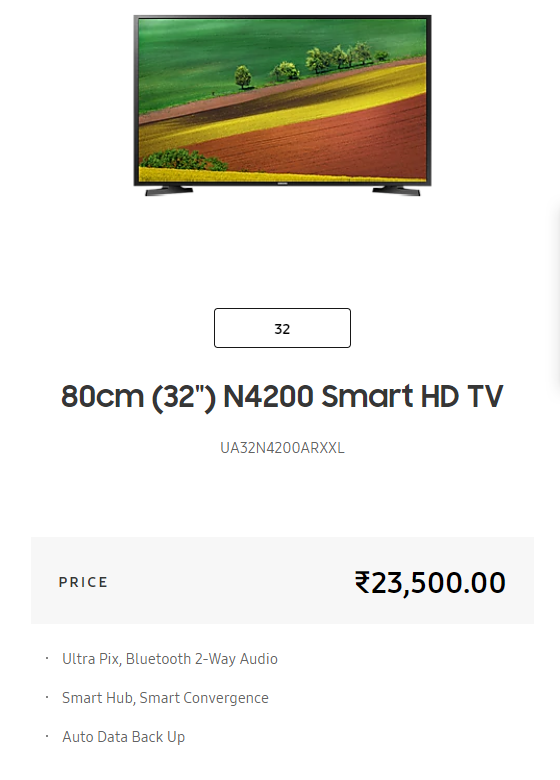 32
80cm (32") N4200 Smart HD TV
UA32N4200ARXXL
PRICE
₹23,500.00
· Ultra Pix, Bluetooth 2-Way Audio
· Smart Hub, Smart Convergence
· Auto Data Back Up